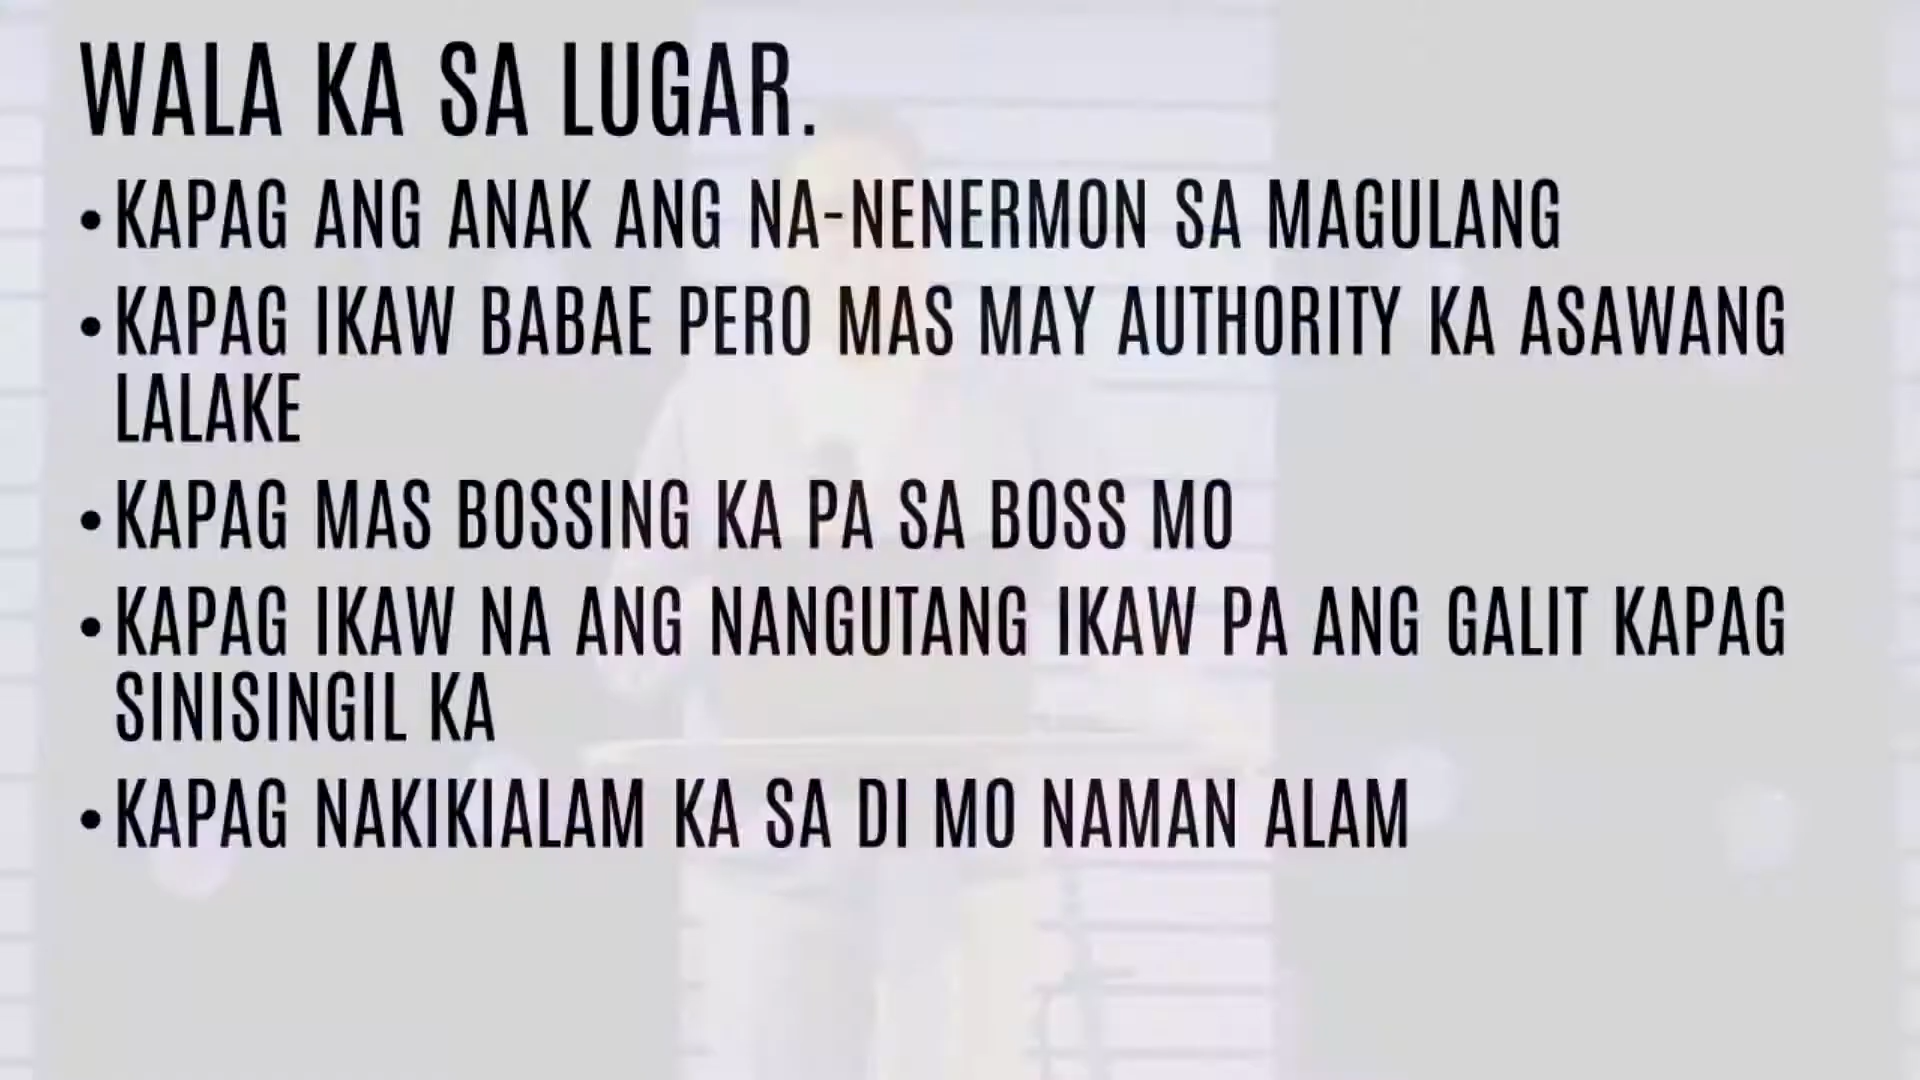 WALA KA SA LUGAR.
•KAPAG ANG ANAK ANG NA-NENERMON SA MAGULANG
•KAPAG IKAW BABAE PERO MAS MAY AUTHORITY KA ASAWANG
LALAKE
•KAPAG MAS BOSSING KA PA SA BOSS MO
•KAPAG IKAW NA ANG NANGUTANG IKAW PA ANG GALIT KAPAG
SINISINGIL KA
•KAPAG NAKIKIALAM KA SA DI MO NAMAN ALAM